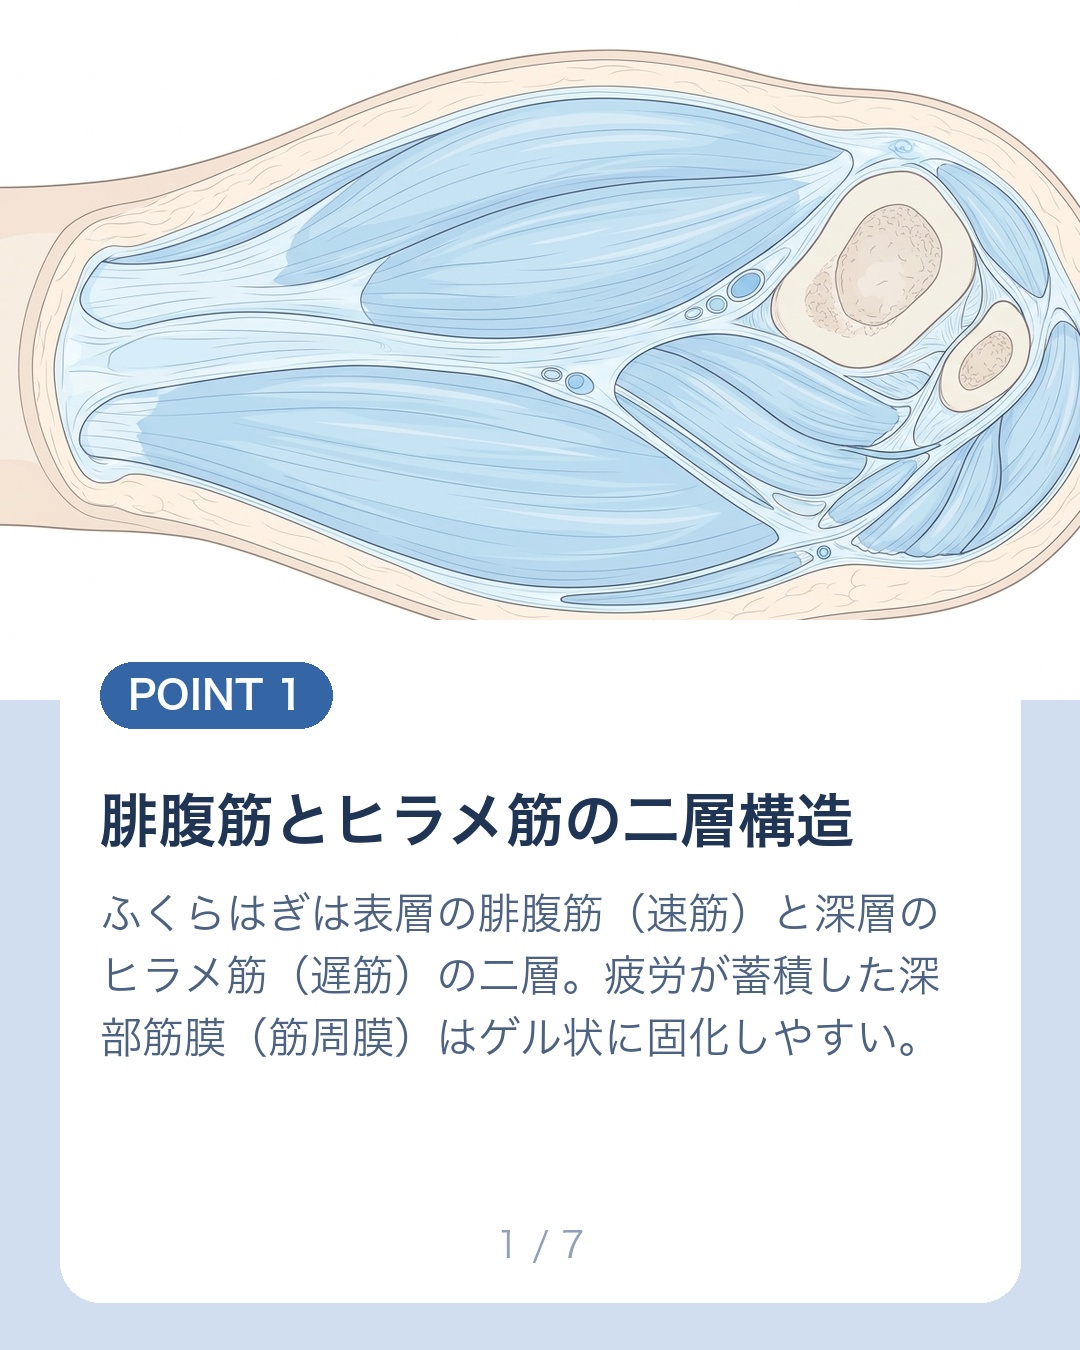 POINT 1
腓腹筋とヒラメ筋の二層構造
ふくらはぎは表層の腓腹筋（速筋）と深層の
ヒラメ筋（遅筋）の二層。疲労が蓄積した深
部筋膜（筋周膜）はゲル状に固化しやすい。
1 / 7